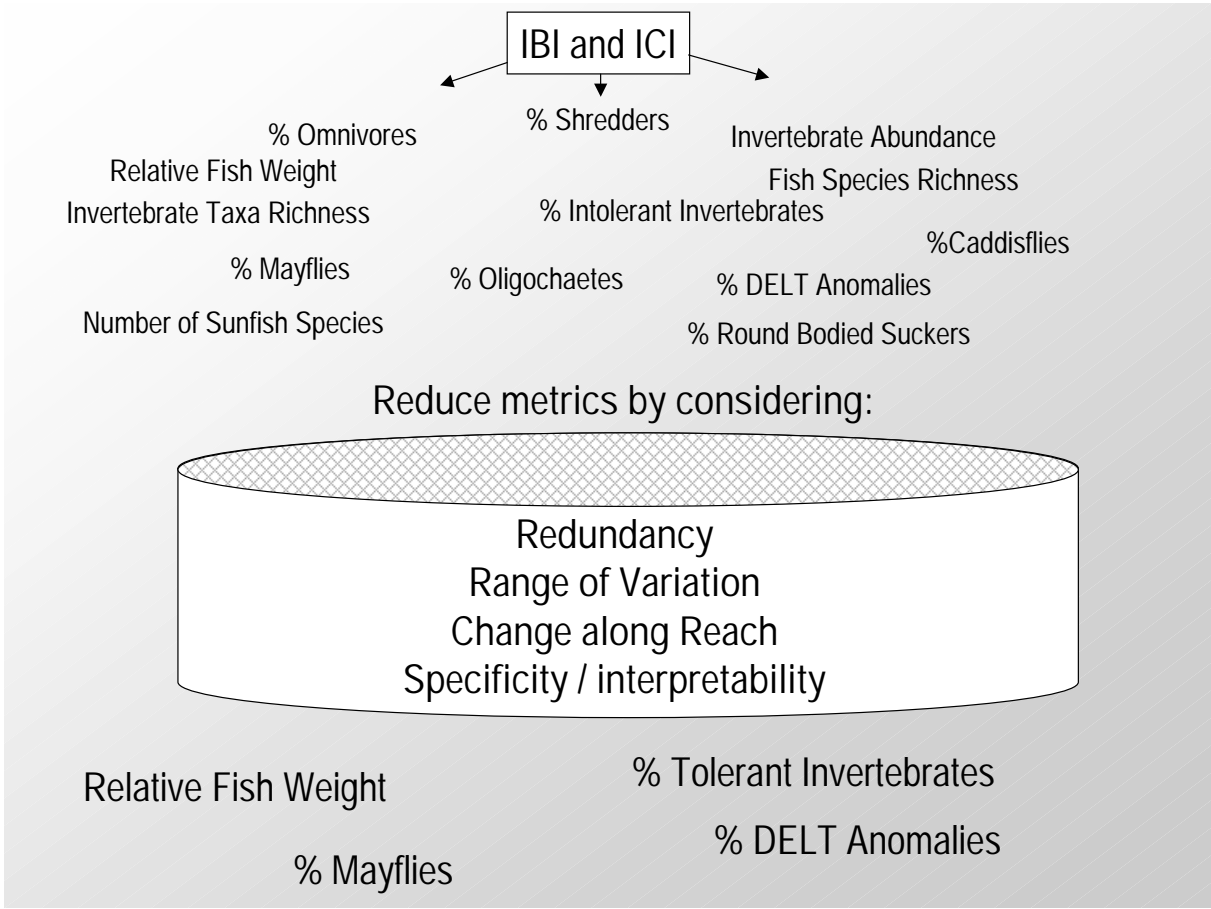 IBI and ICI
% Shredders
% Omnivores
Invertebrate Abundance
Relative Fish Weight
Fish Species Richness
Invertebrate Taxa Richness
% Intolerant Invertebrates
%Caddisflies
% Mayflies
% Oligochaetes
% DELT Anomalies
Number of Sunfish Species
% Round Bodied Suckers
Reduce metrics by considering:
Redundancy
Range of Variation
Change along Reach
Specificity / interpretability
Relative Fish Weight
% Tolerant Invertebrates
% DELT Anomalies
% Mayflies